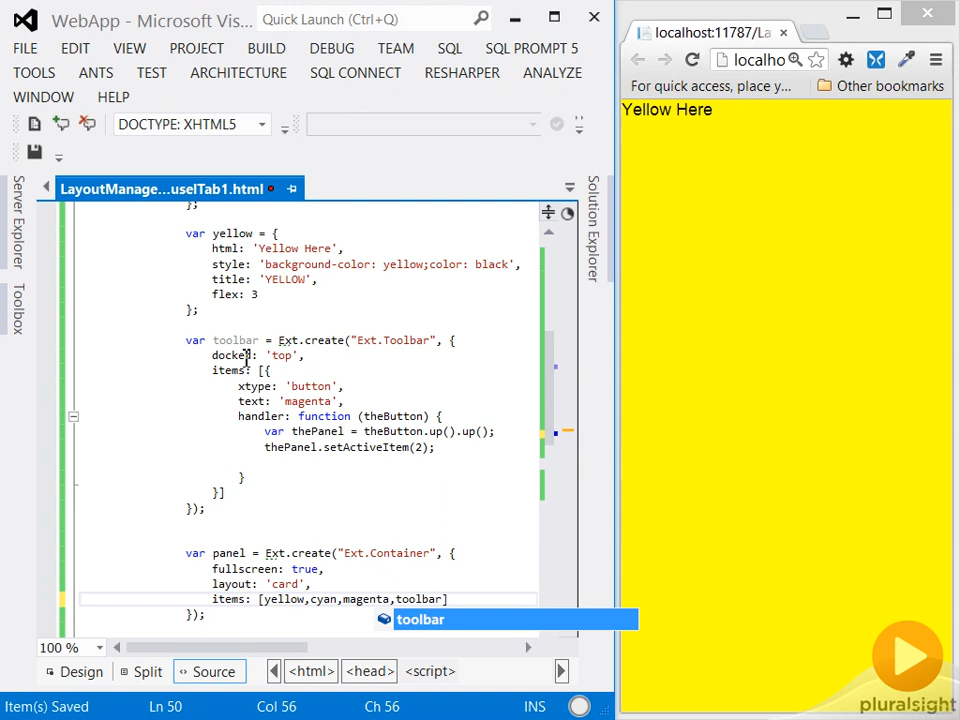 WebApp - Microsoft Vis...
Quick Launch (Ctrl+Q)
FILE EDIT VIEW PROJECT BUILD DEBUG TEAM SQL SQL PROMPT 5
TOOLS ANTS TEST ARCHITECTURE SQL CONNECT RESHARPER ANALYZE
WINDOW HELP
DOCTYPE: XHTML5
Server Explorer
Toolbox
LayoutManage...uselTab1.html
Solution Explorer
};
var yellow = {
html: 'Yellow Here',
style: 'background-color: yellow;color: black',
title: 'YELLOW',
flex: 3
};
var toolbar = Ext.create("Ext.Toolbar", {
docked: 'top',
items: [{
xtype: 'button',
text: 'magenta',
handler: function (theButton) {
var thePanel = theButton.up().up();
thePanel.setActiveItem(2);
}
}]
});
var panel = Ext.create("Ext.Container", {
fullscreen: true,
layout: 'card',
items: [yellow,cyan,magenta,toolbar]
});
toolbar
100 %
Design Split Source <html> <head> <script>
Item(s) Saved Ln 50 Col 56 Ch 56 INS
localhost:11787/La
localho
For quick access, place y... Other bookmarks
Yellow Here
pluralsight